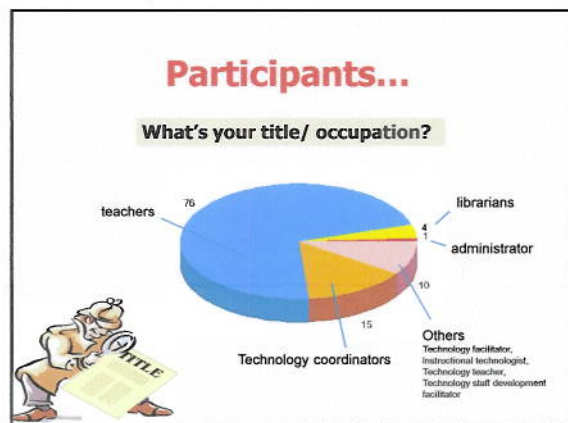 Participants...
What's your title/ occupation?
76
teachers
4
librarians
1
administrator
10
15
Technology coordinators
Others
Technology facilitator,
Instructional technologist,
Technology teacher,
Technology staff development
facilitator
TITLE